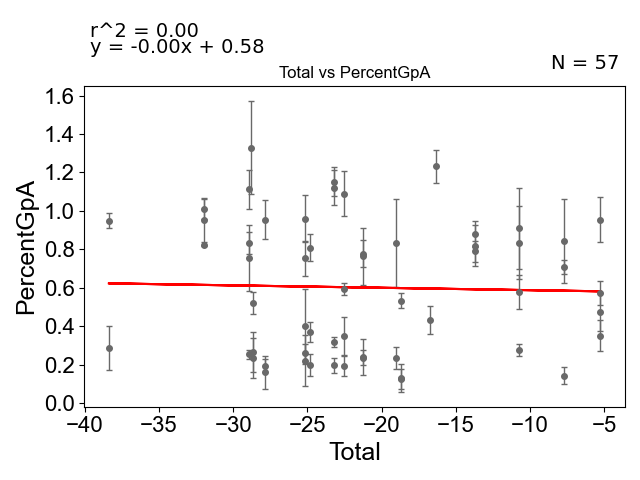 r^2 = 0.00
y = -0.00x + 0.58
N = 57
Total vs PercentGpA
1.6
1.4
1.2
1.0
0.8
0.6
0.4
0.2
0.0
PercentGpA
−40 −35 −30 −25 −20 −15 −10 −5
Total